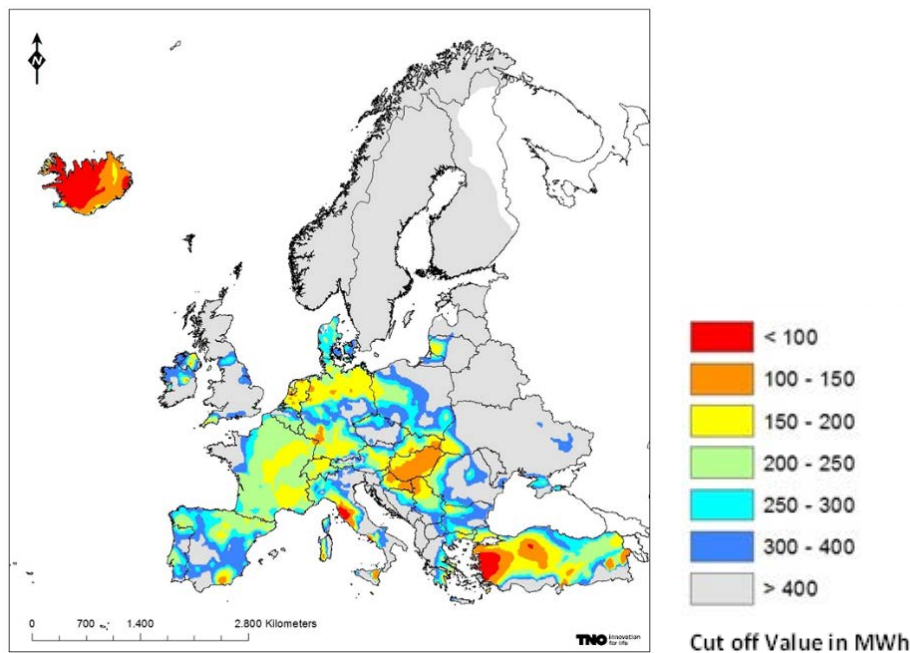 N
< 100
100 - 150
150 - 200
200 - 250
250 - 300
300 - 400
> 400
Cut off Value in MWh
0 700 1.400 2.800 Kilometers
TNO innovation for life